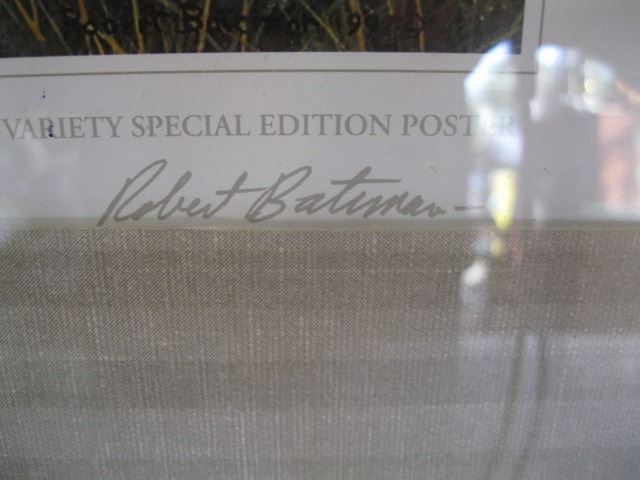 VARIETY SPECIAL EDITION POSTER
Robert Bateman